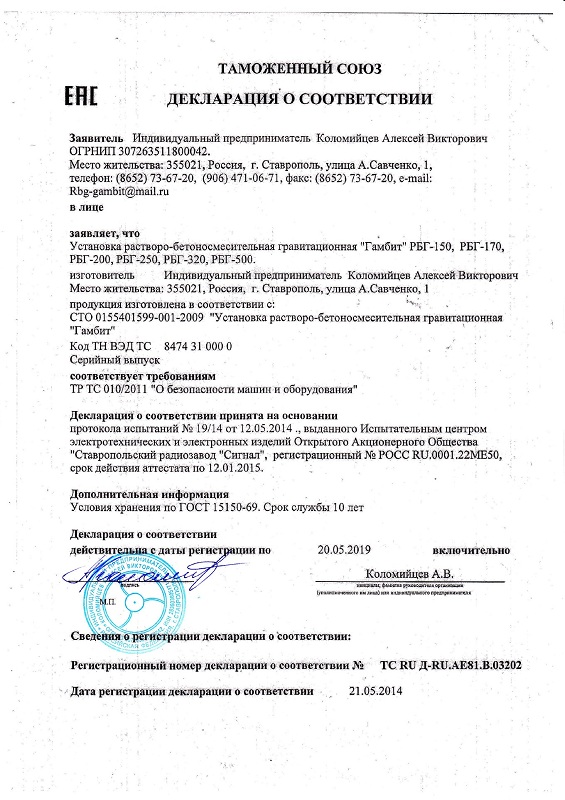 ТАМОЖЕННЫЙ СОЮЗ
EAC
ДЕКЛАРАЦИЯ О СООТВЕТСТВИИ
Заявитель Индивидуальный предприниматель Коломийцев Алексей Викторович
ОГРНИП 307263511800042.
Место жительства: 355021, Россия, г. Ставрополь, улица А.Савченко, 1,
телефон: (8652) 73-67-20, (906) 471-06-71, факс: (8652) 73-67-20, e-mail:
Rbg-gambit@mail.ru
в лице
заявляет, что
Установка растворо-бетоносмесительная гравитационная "Гамбит" РБГ-150, РБГ-170,
РБГ-200, РБГ-250, РБГ-320, РБГ-500.
изготовитель Индивидуальный предприниматель Коломийцев Алексей Викторович
Место жительства: 355021, Россия, г. Ставрополь, улица А.Савченко, 1
продукция изготовлена в соответствии с:
СТО 0155401599-001-2009 "Установка растворо-бетоносмесительная гравитационная
"Гамбит"
Код ТН ВЭД ТС 8474 31 000 0
Серийный выпуск
соответствует требованиям
ТР ТС 010/2011 "О безопасности машин и оборудования"
Декларация о соответствии принята на основании
протокола испытаний № 19/14 от 12.05.2014 ., выданного Испытательным центром
электротехнических и электронных изделий Открытого Акционерного Общества
"Ставропольский радиозавод "Сигнал", регистрационный № РОСС RU.0001.22МЕ50,
срок действия аттестата по 12.01.2015.
Дополнительная информация
Условия хранения по ГОСТ 15150-69. Срок службы 10 лет
Декларация о соответствии
действительна с даты регистрации по 20.05.2019 включительно
Коломийцев А.В.
подпись
инициалы, фамилия руководителя организации
(уполномоченного им лица) или индивидуального предпринимателя
М.П.
Сведения о регистрации декларации о соответствии:
Регистрационный номер декларации о соответствии № ТС RU Д-RU.АЕ81.В.03202
Дата регистрации декларации о соответствии 21.05.2014